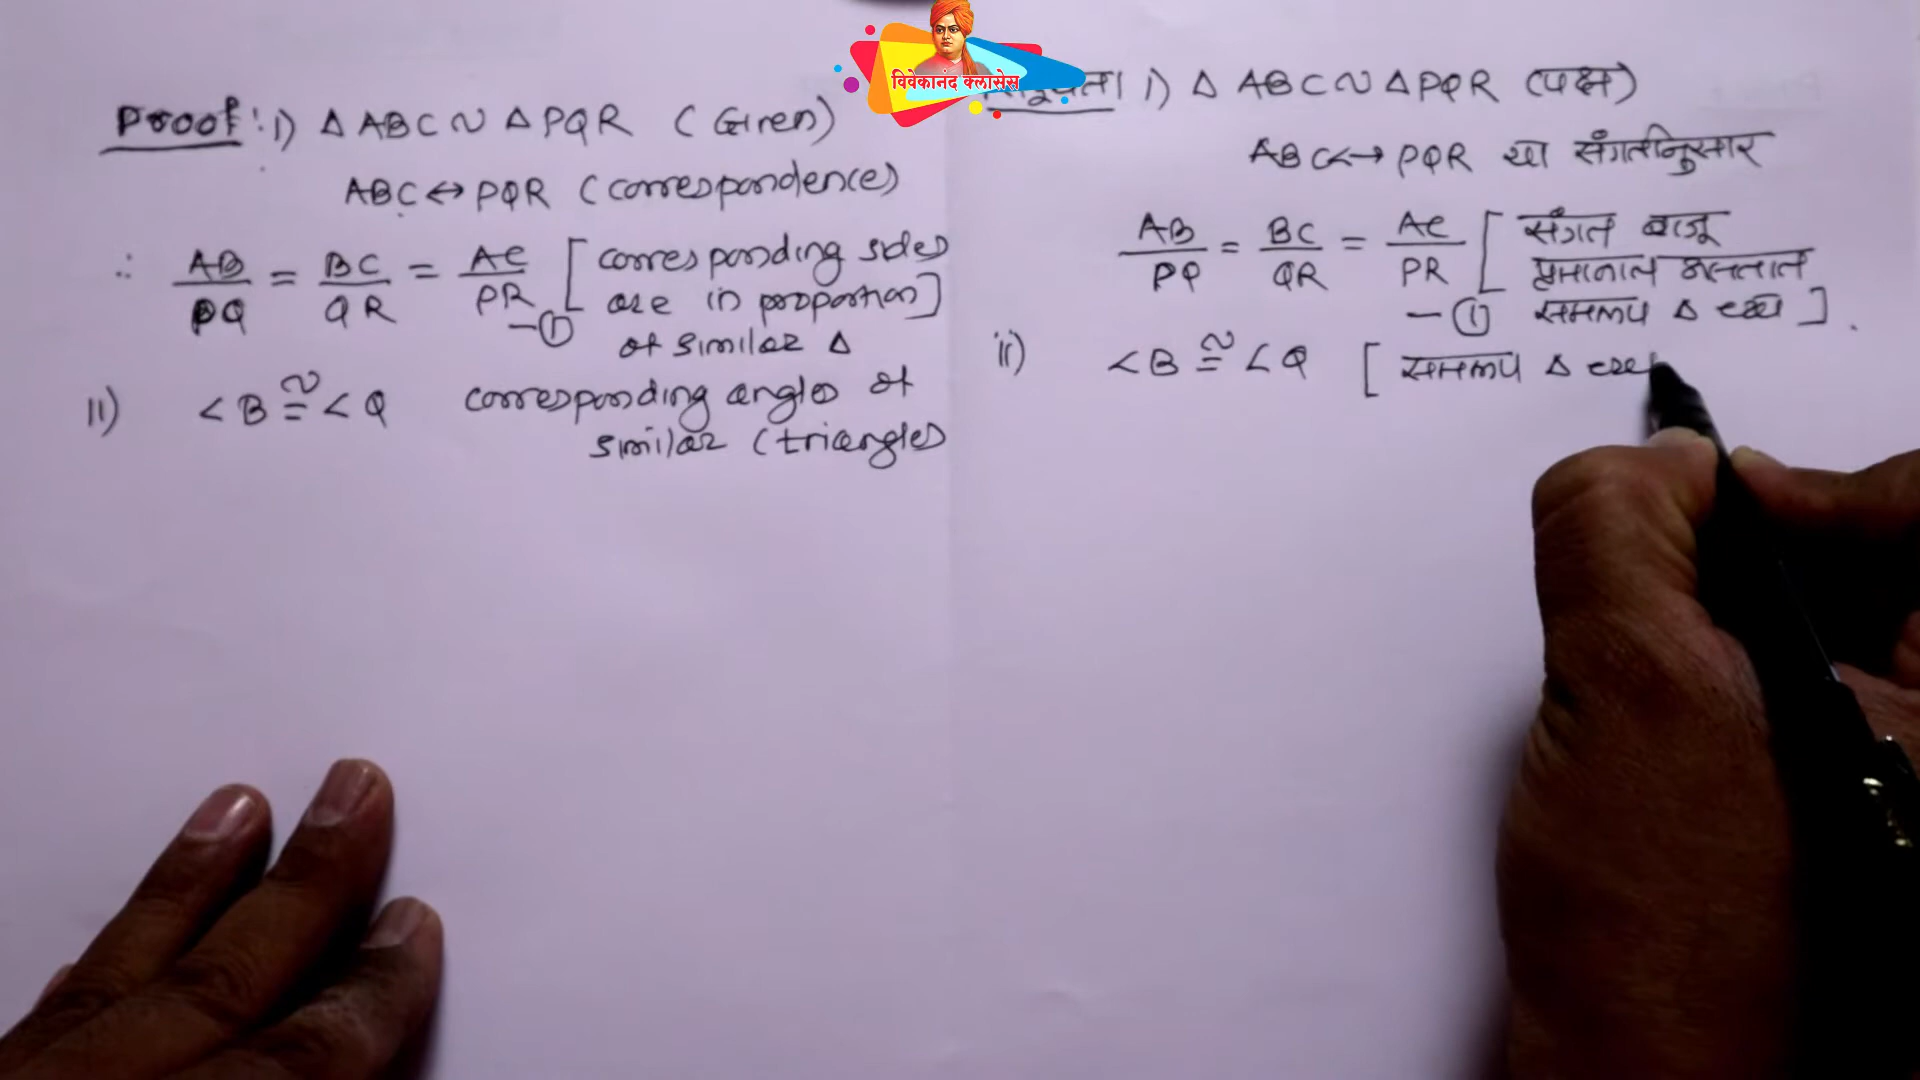 विवेकानंद क्लासेस
Proof : i) Δ ABC ~ Δ PQR (Given)
ABC ↔ PQR (correspondence)
∴ AB/PQ = BC/QR = AC/PR [corresponding sides
are in proportion]
—① of similar Δ
ii) <B ≅ <Q corresponding angles of
similar (triangles
i) Δ ABC ~ Δ PQR (पक्ष)
ABC ↔ PQR या संगतीनुसार
AB/PQ = BC/QR = AC/PR [संगत बाजू
प्रमाणात असतात
—① समरूप Δ च्या].
ii) <B ≅ <Q [समरूप Δ